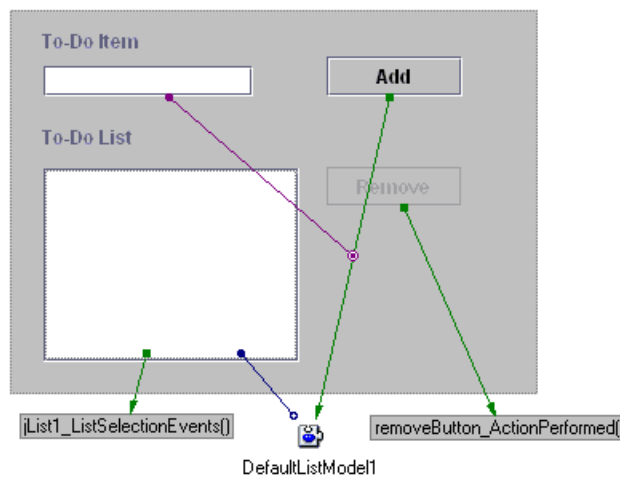 To-Do Item
Add
To-Do List
Remove
jList1_ListSelectionEvents()
removeButton_ActionPerformed(
DefaultListModel1